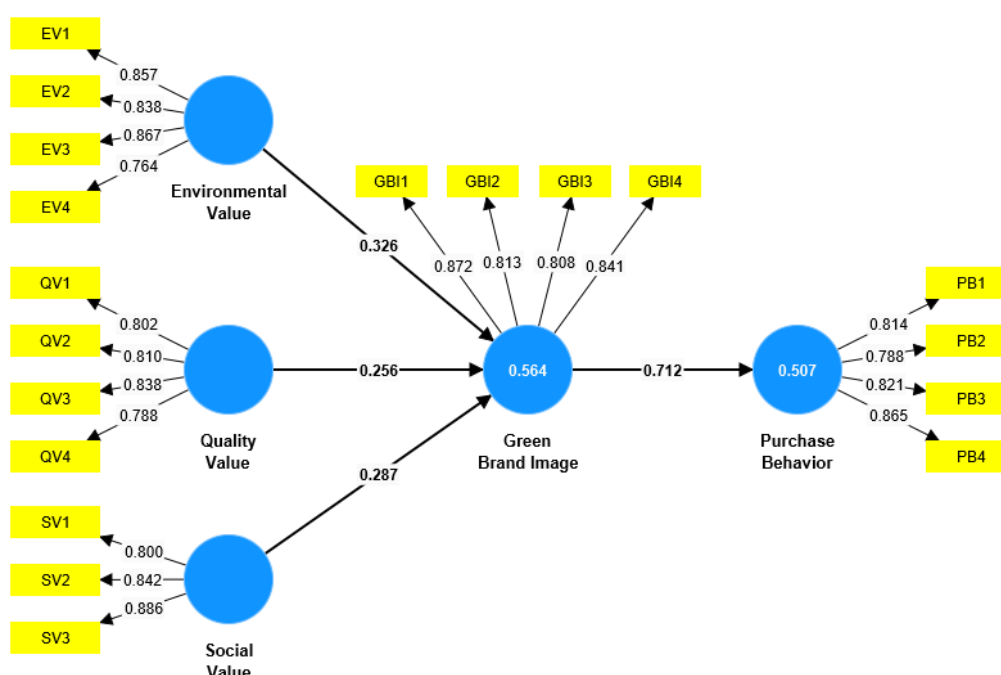 EV1
0.857
EV2
0.838
EV3
0.867
EV4
0.764
Environmental
Value
0.326
GBI1
GBI2
GBI3
GBI4
0.872
0.813
0.808
0.841
QV1
0.802
QV2
0.810
QV3
0.838
QV4
0.788
Quality
Value
0.256
0.564
Green
Brand Image
0.712
0.507
Purchase
Behavior
PB1
0.814
PB2
0.788
PB3
0.821
PB4
0.865
0.287
SV1
0.800
SV2
0.842
SV3
0.886
Social
Value